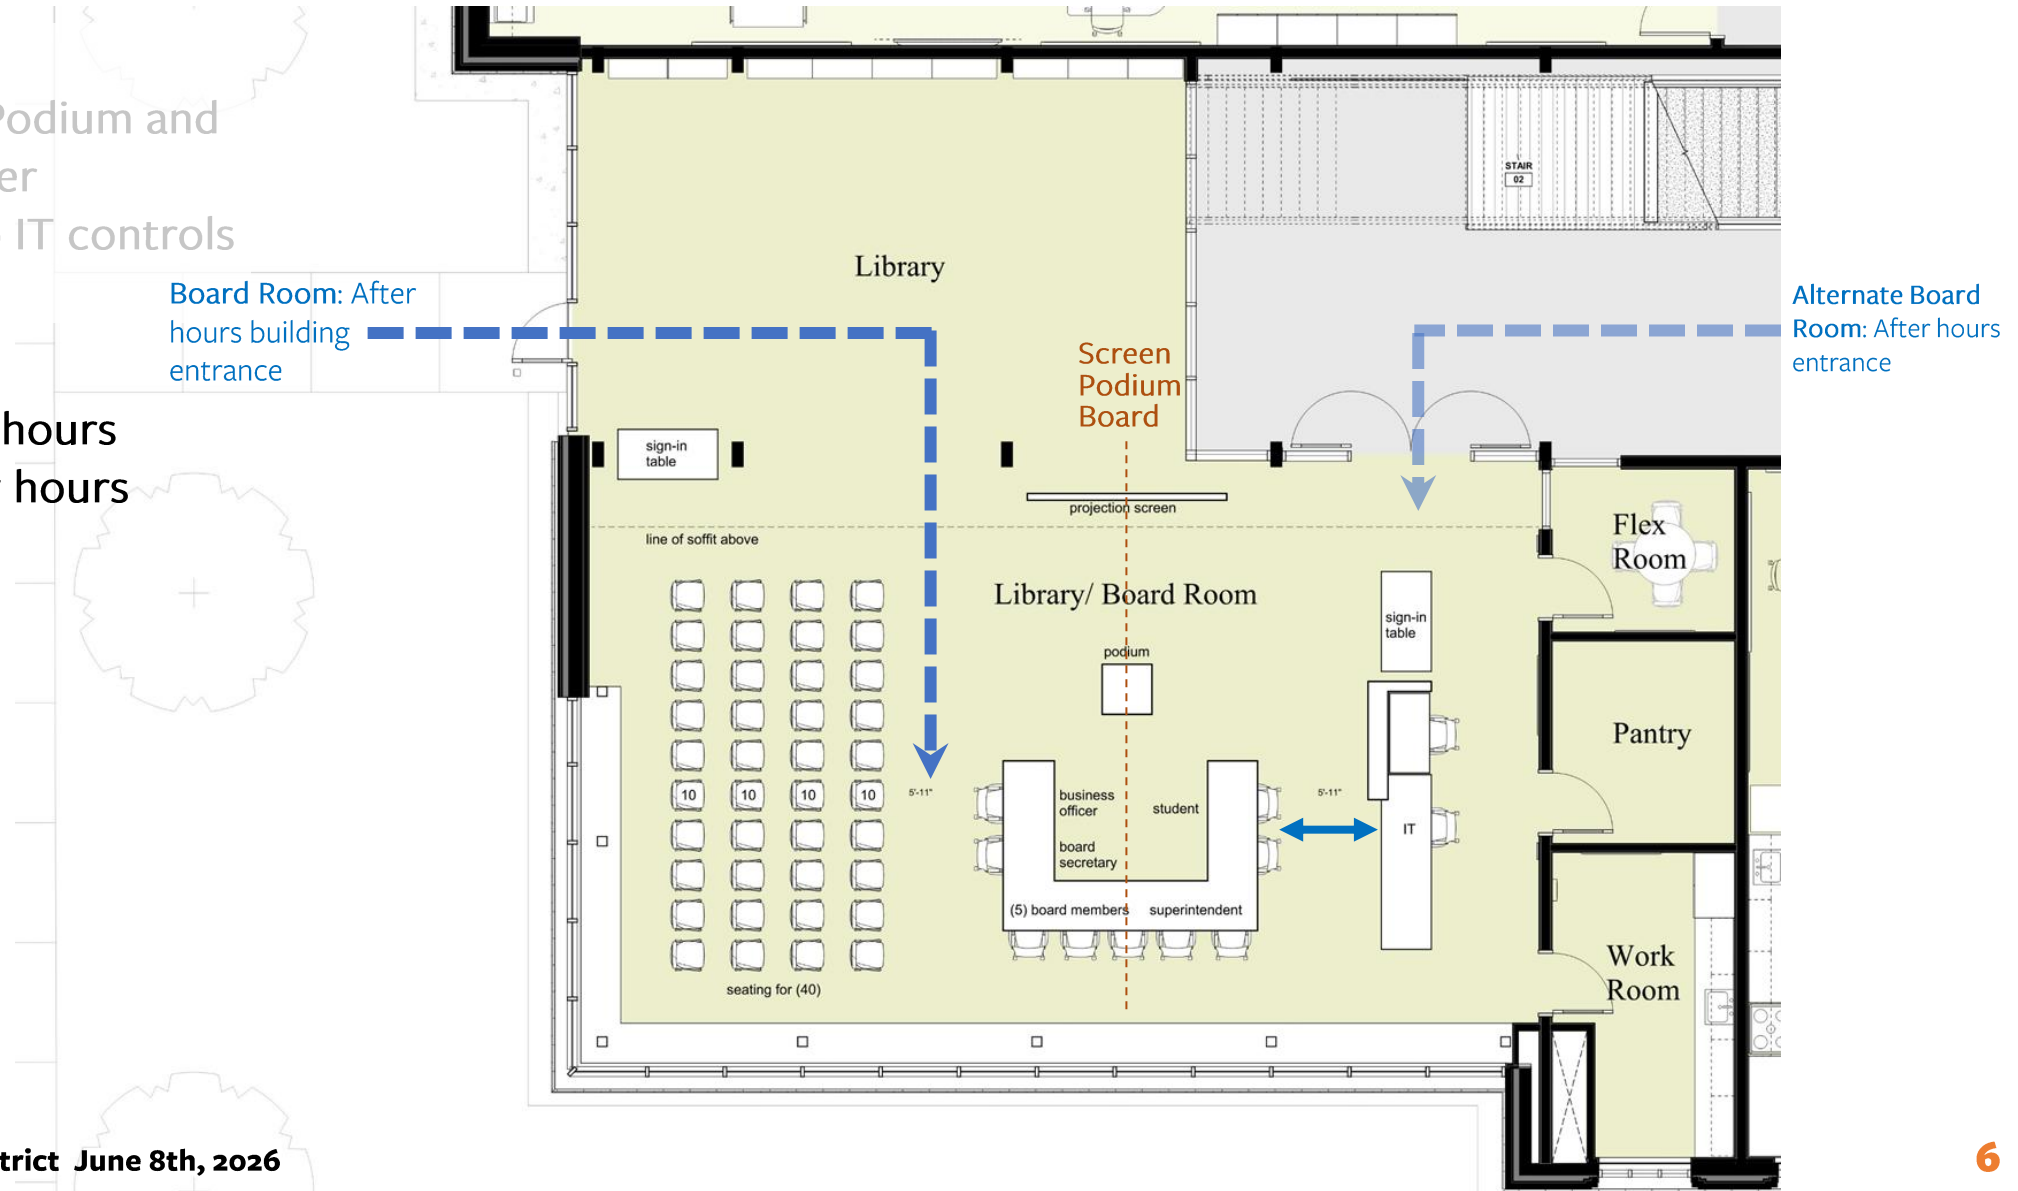 Podium and
er
IT controls
Board Room: After
hours building
entrance
hours
hours
STAIR
02
Library
Alternate Board
Room: After hours
entrance
Screen
Podium
Board
sign-in
table
projection screen
line of soffit above
Flex
Room
Library/ Board Room
sign-in
table
podium
Pantry
10
10
10
10
5'-11"
business
officer
student
5'-11"
board
secretary
IT
(5) board members
superintendent
Work
Room
seating for (40)
trict June 8th, 2026
6